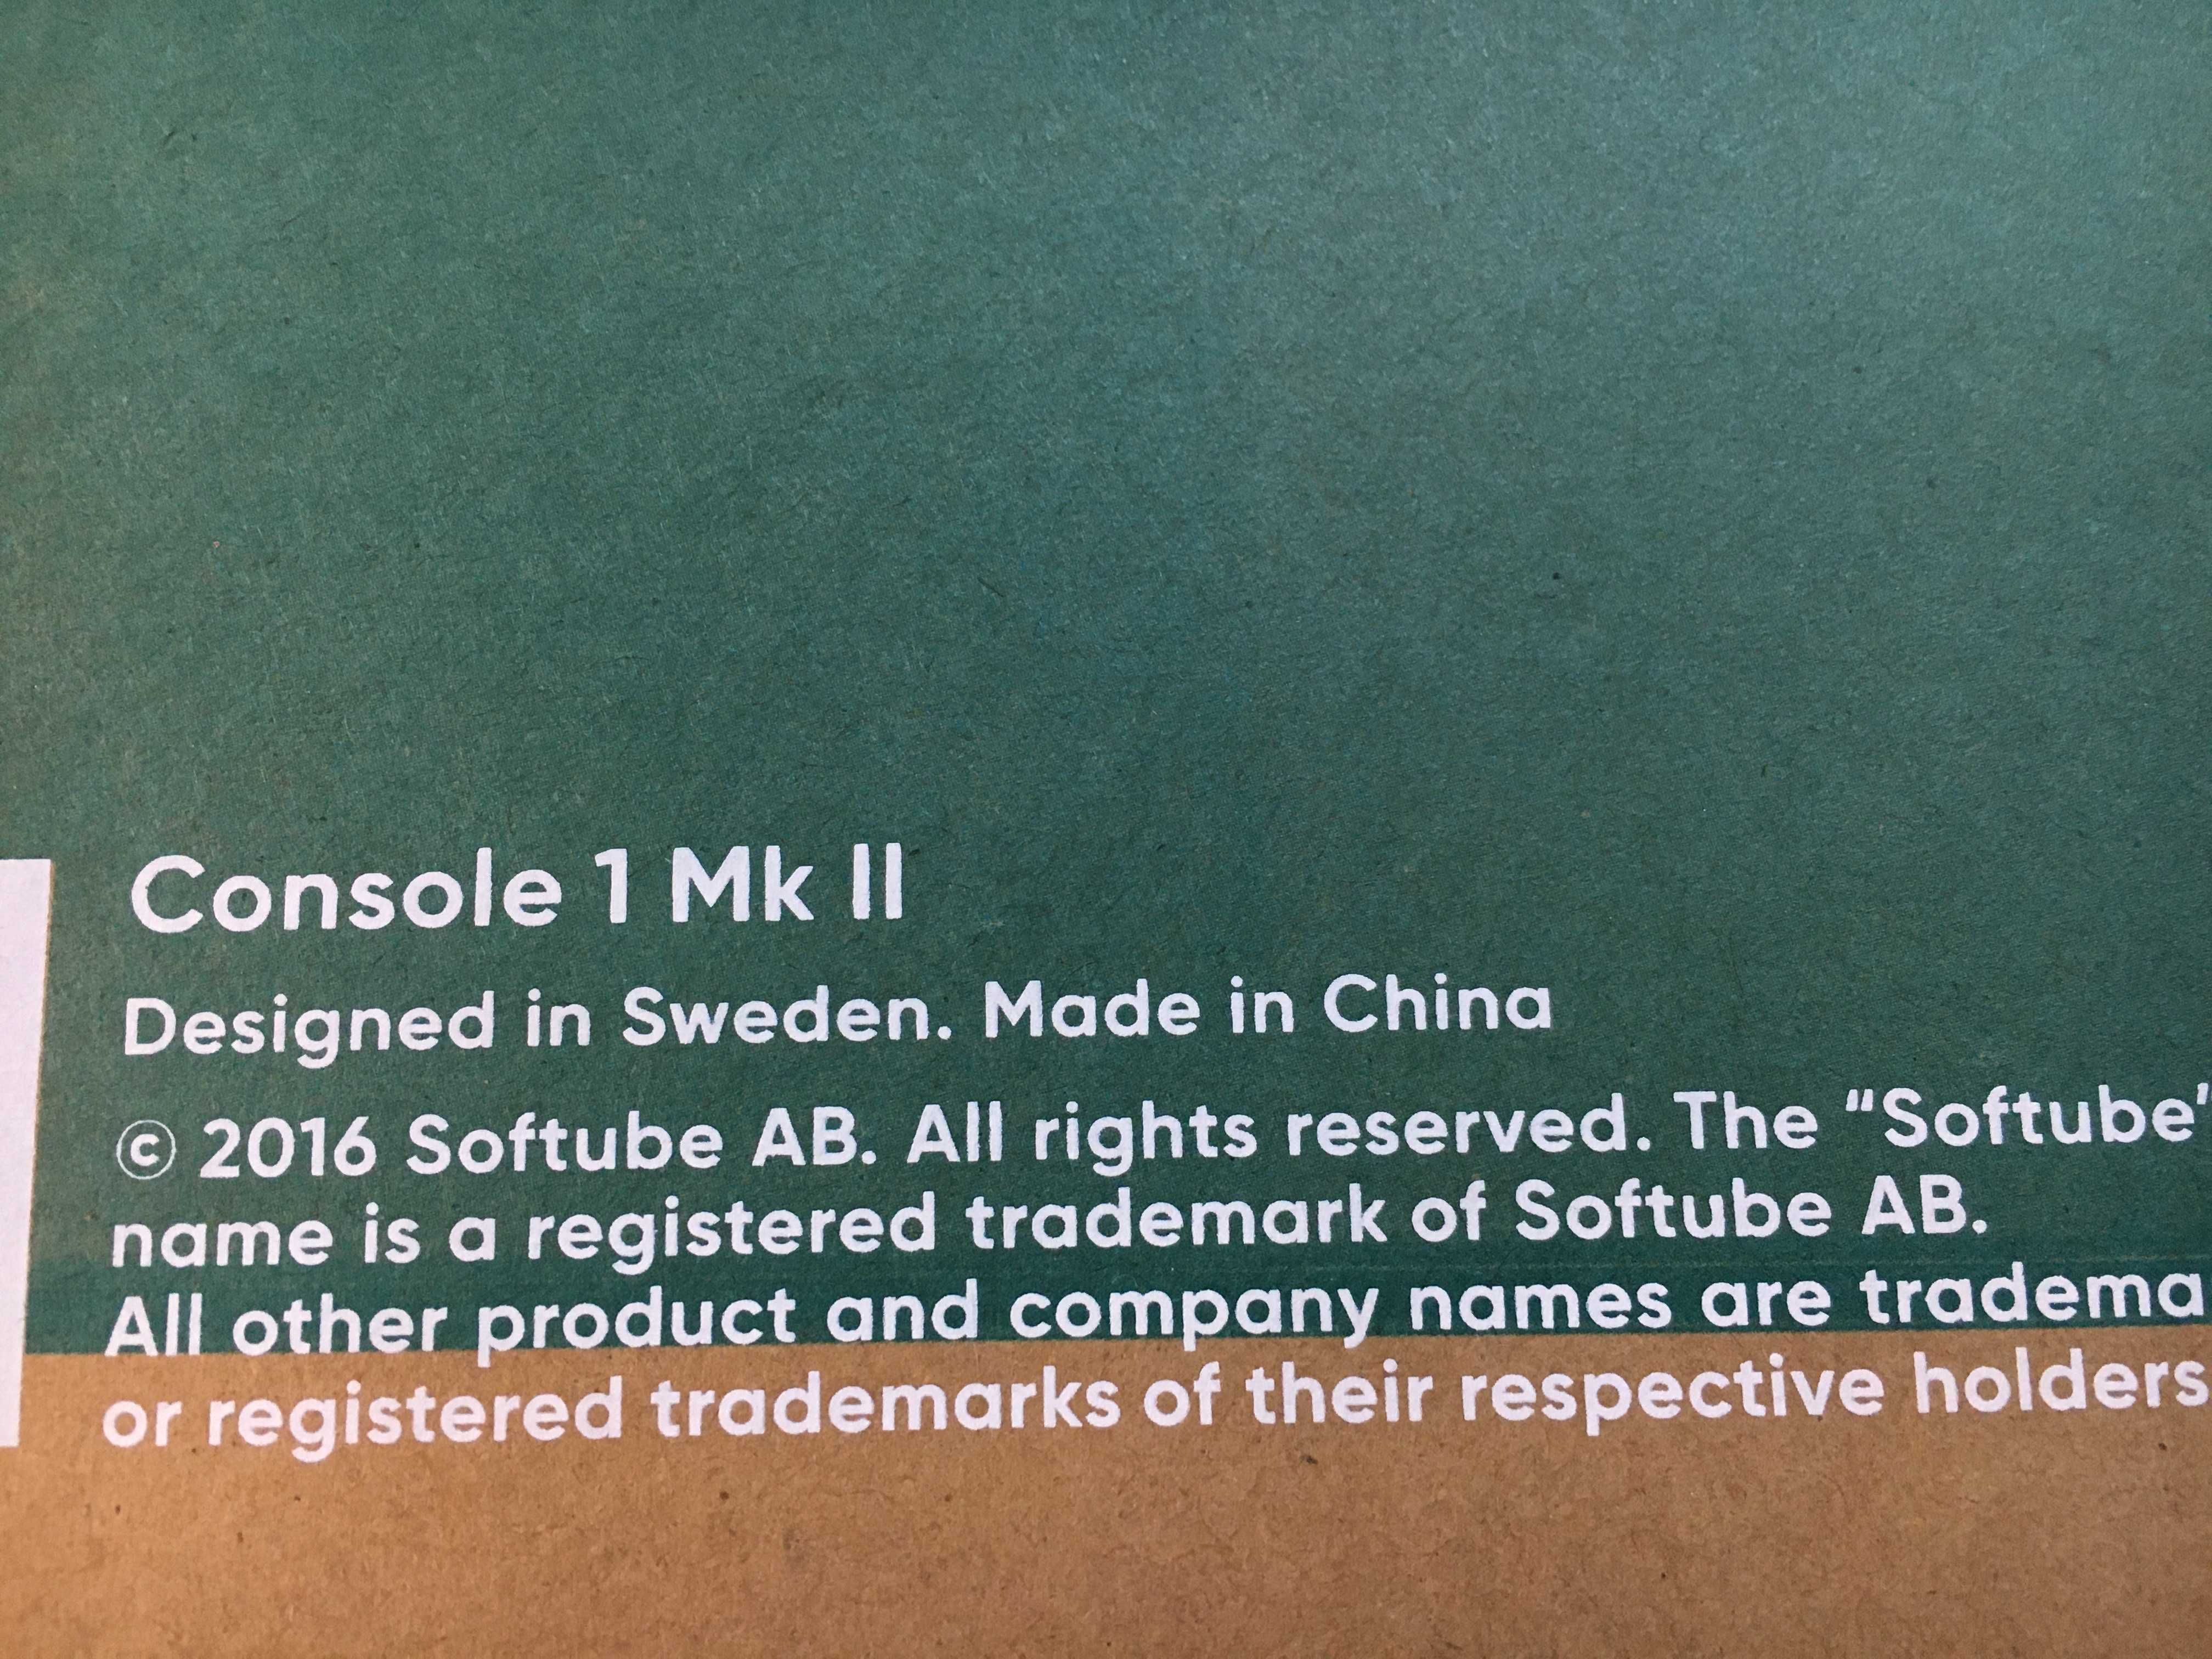 Console 1 Mk II
Designed in Sweden. Made in China
© 2016 Softube AB. All rights reserved. The “Softube”
name is a registered trademark of Softube AB.
All other product and company names are tradema
or registered trademarks of their respective holders